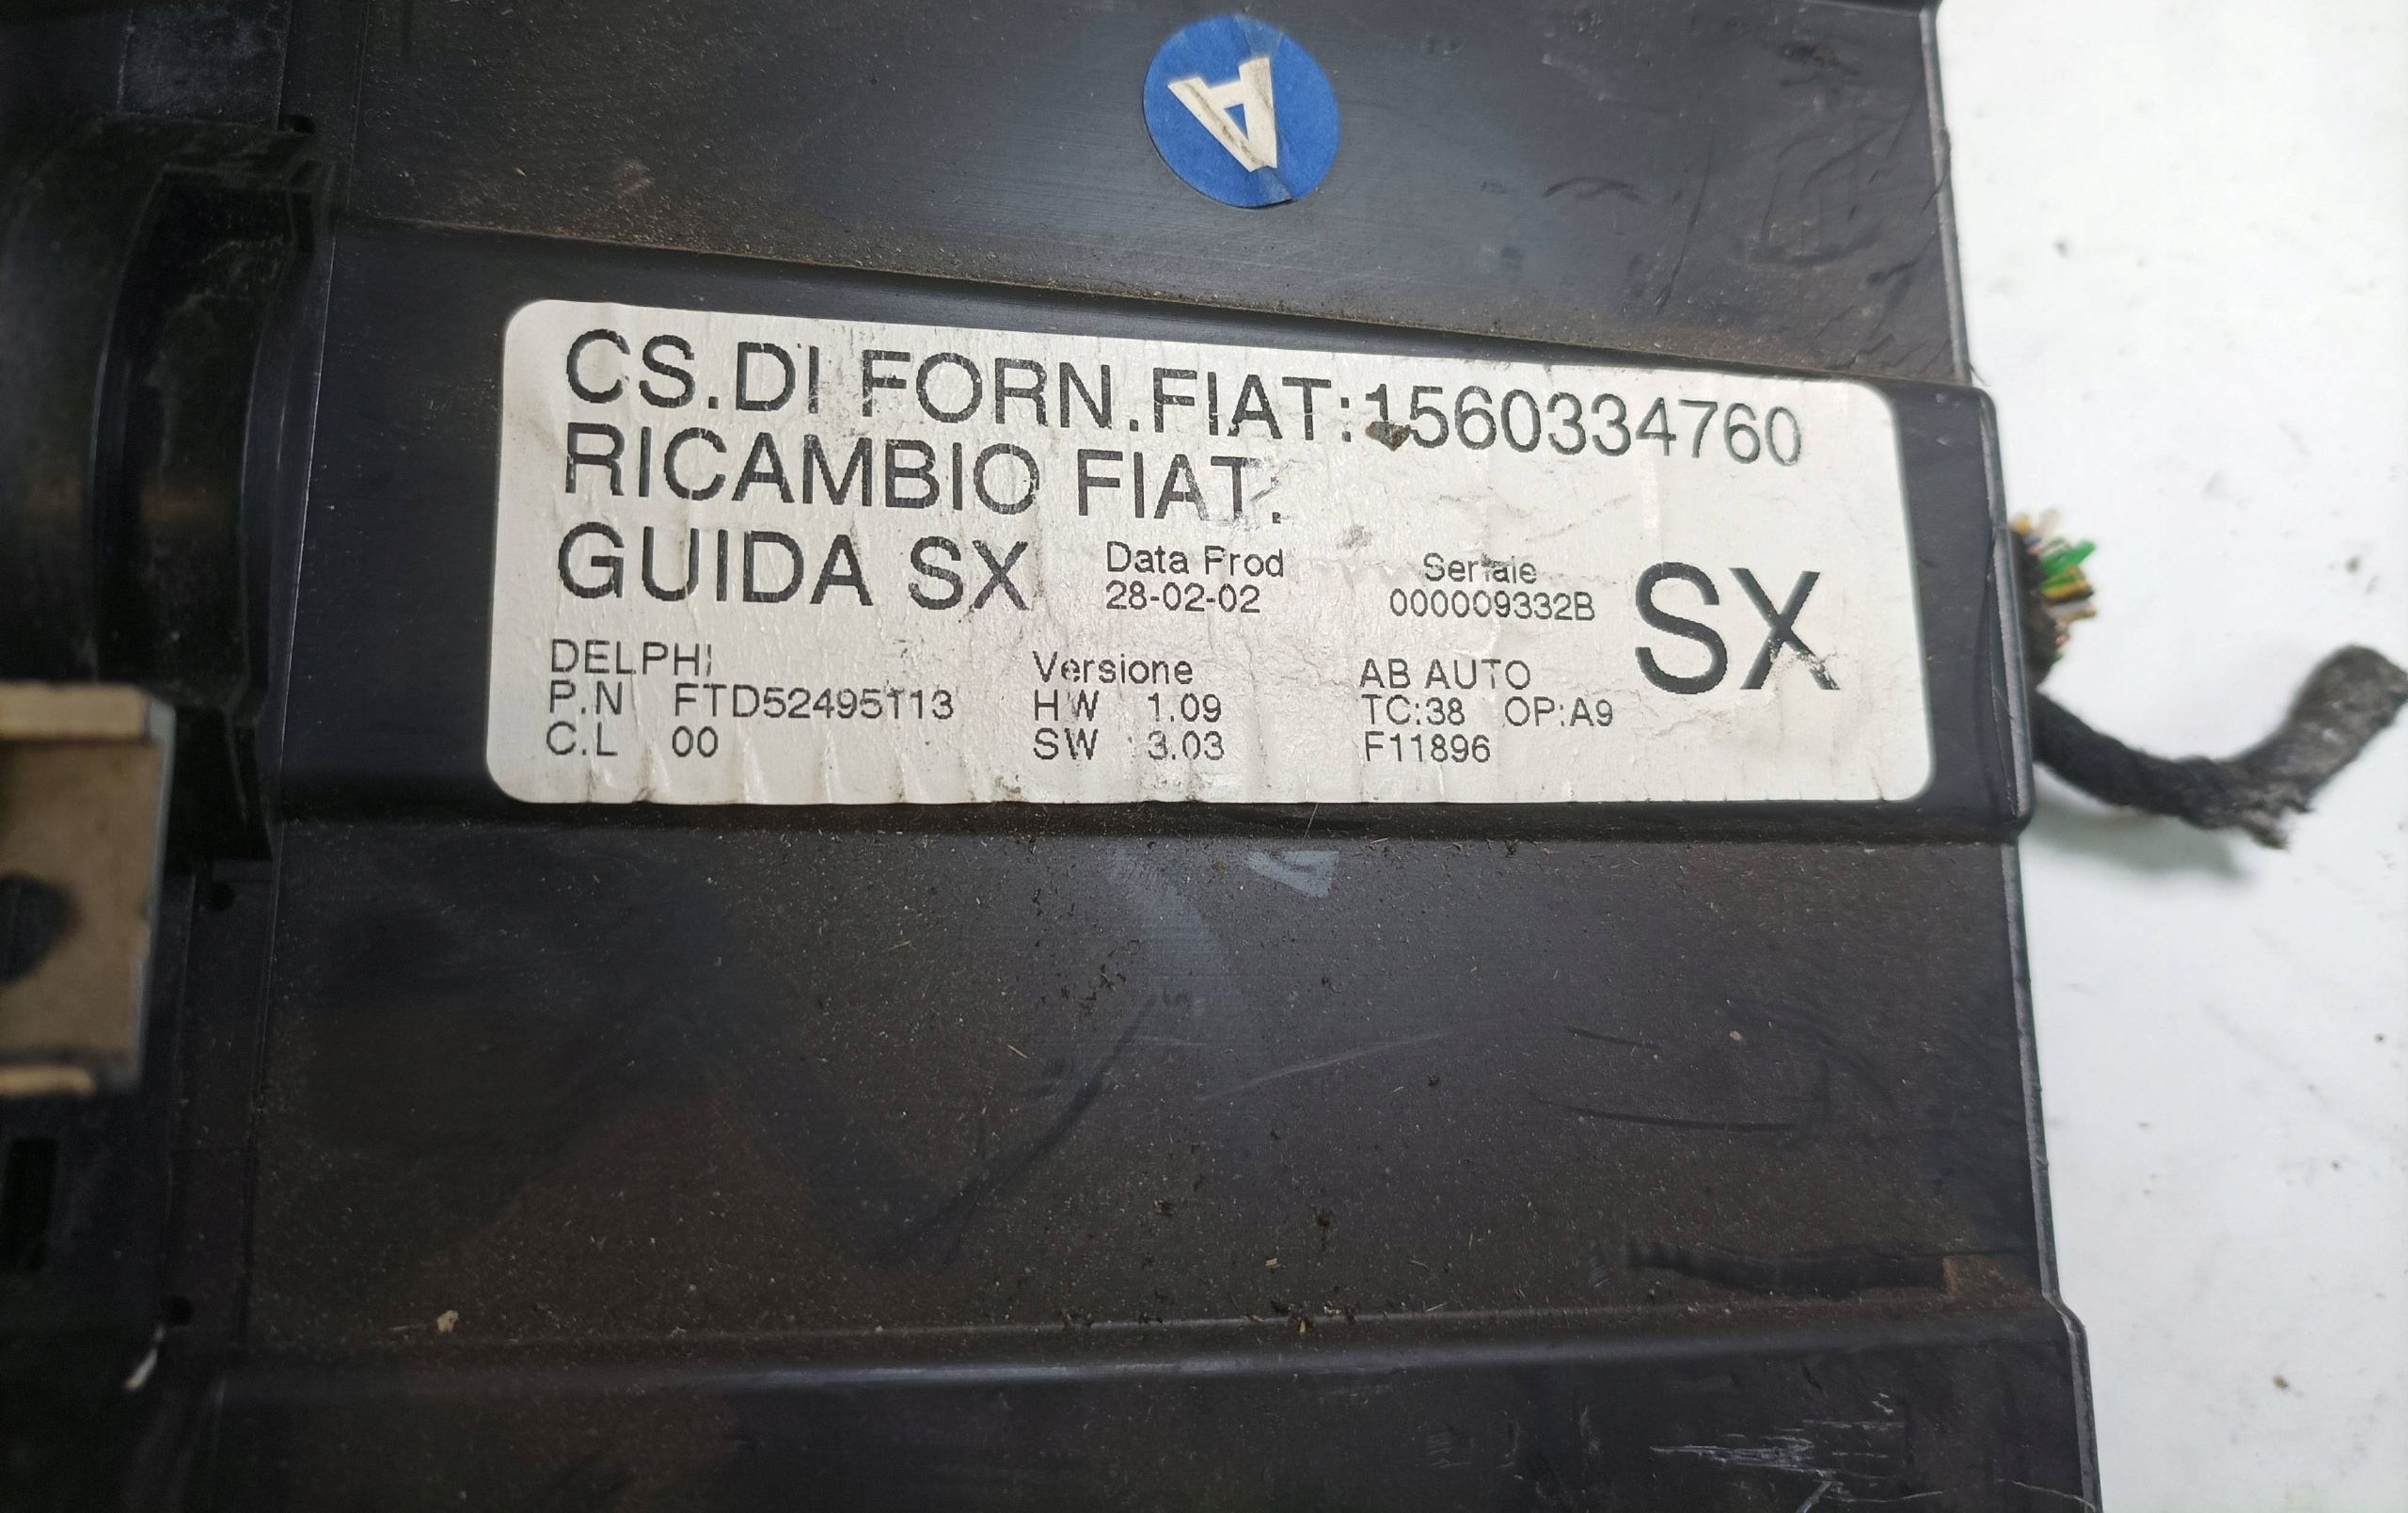 A
CS.DI FORN.FIAT:1560334760
RICAMBIO FIAT:
GUIDA SX
Data Prod
28-02-02
Seriale
000009332B
SX
DELPHI
P.N FTD52495113
C.L 00
Versione
HW 1.09
SW 3.03
AB AUTO
TC:38 OP:A9
F11896